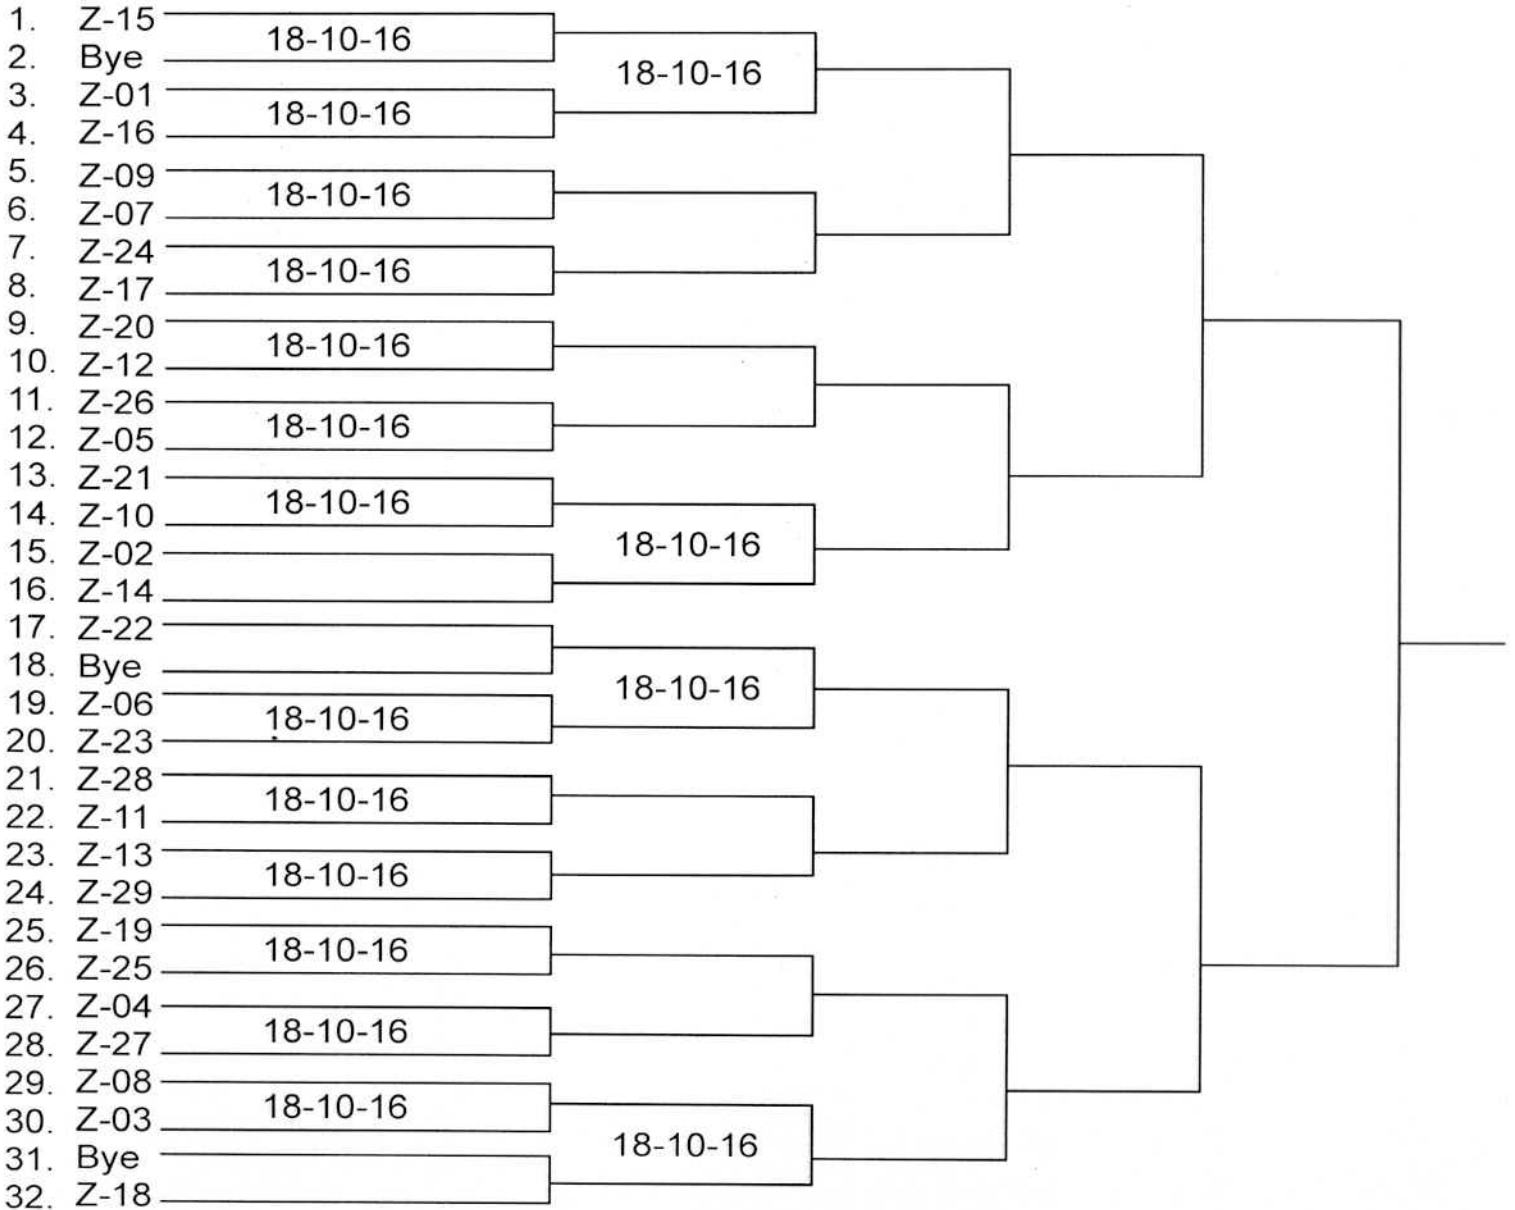 1. Z-15
18-10-16
2. Bye
18-10-16
3. Z-01
18-10-16
4. Z-16
5. Z-09
18-10-16
6. Z-07
7. Z-24
18-10-16
8. Z-17
9. Z-20
18-10-16
10. Z-12
11. Z-26
18-10-16
12. Z-05
13. Z-21
18-10-16
14. Z-10
18-10-16
15. Z-02
16. Z-14
17. Z-22
18. Bye
18-10-16
19. Z-06
18-10-16
20. Z-23
21. Z-28
18-10-16
22. Z-11
23. Z-13
18-10-16
24. Z-29
25. Z-19
18-10-16
26. Z-25
27. Z-04
18-10-16
28. Z-27
29. Z-08
18-10-16
30. Z-03
18-10-16
31. Bye
32. Z-18